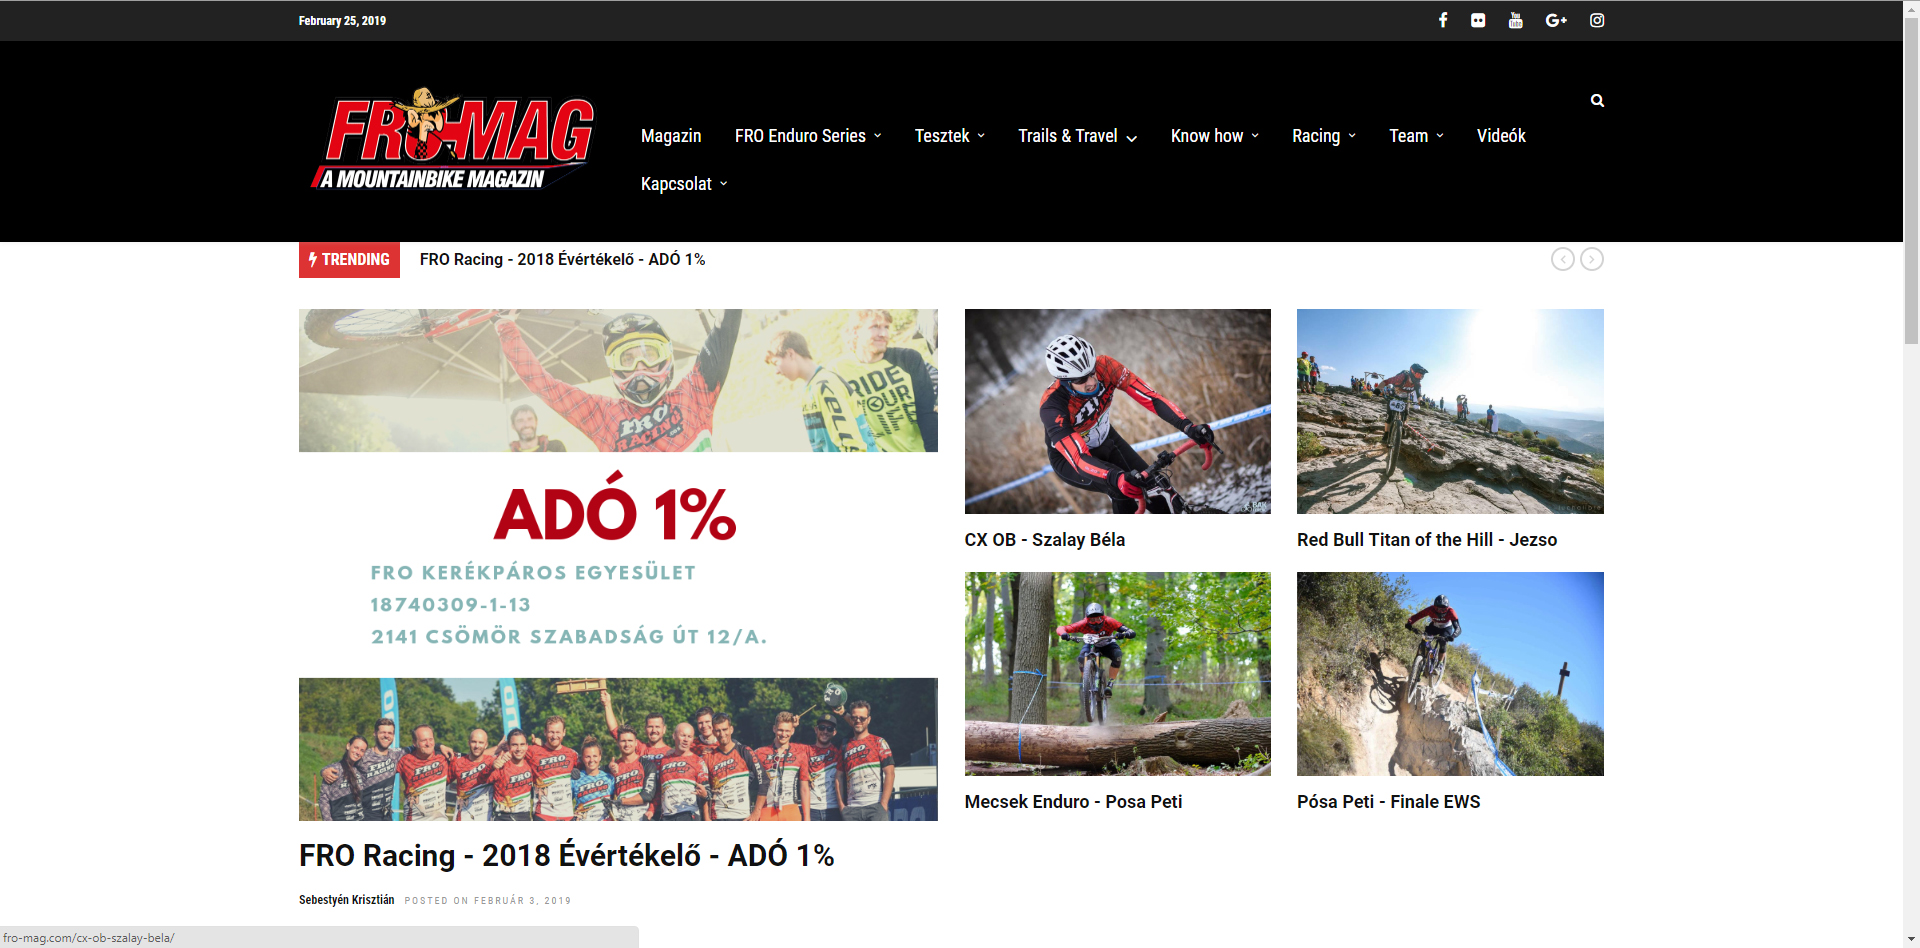 February 25, 2019
FRO-MAG
A MOUNTAINBIKE MAGAZIN
Magazin FRO Enduro Series Tesztek Trails & Travel Know how Racing Team Videók
Kapcsolat
TRENDING FRO Racing - 2018 Évértékelő - ADÓ 1%
FRO
RACING
RIDE
ADÓ 1%
FRO KERÉKPÁROS EGYESÜLET
18740309-1-13
2141 CSÖMÖR SZABADSÁG ÚT 12/A.
CX OB - Szalay Béla
Red Bull Titan of the Hill - Jezso
Mecsek Enduro - Posa Peti
Pósa Peti - Finale EWS
FRO Racing - 2018 Évértékelő - ADÓ 1%
Sebestyén Krisztián POSTED ON FEBRUÁR 3, 2019
fro-mag.com/cx-ob-szalay-bela/